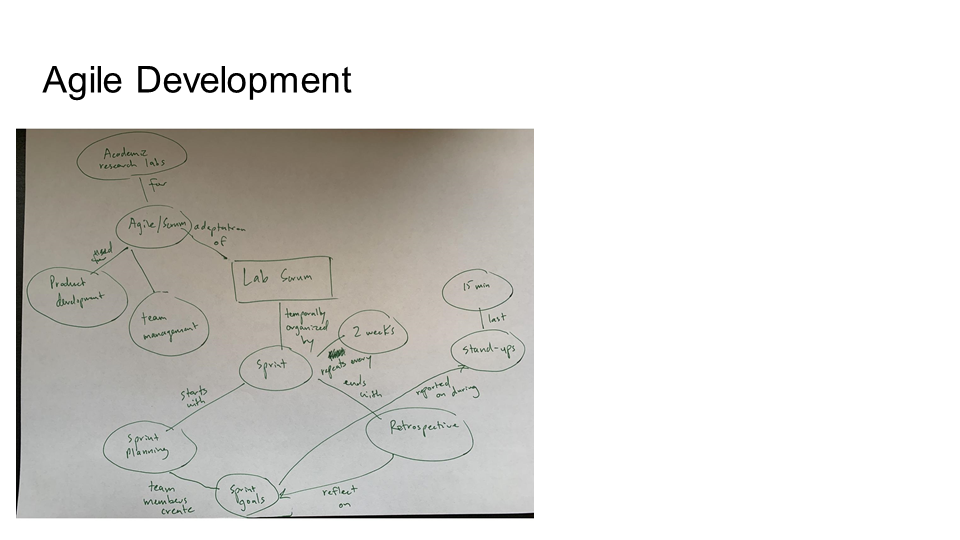 Agile Development
Academic
research labs
for
Agile/Scrum
adaptation
of
used
for
Product
development
team
management
Lab Scrum
temporally
organized
by
15 min
last
2 weeks
Stand-ups
Sprint
repeats every
ends
with
reported
on during
starts
with
Retrospective
Sprint
planning
team
members
create
Sprint
goals
reflect
on